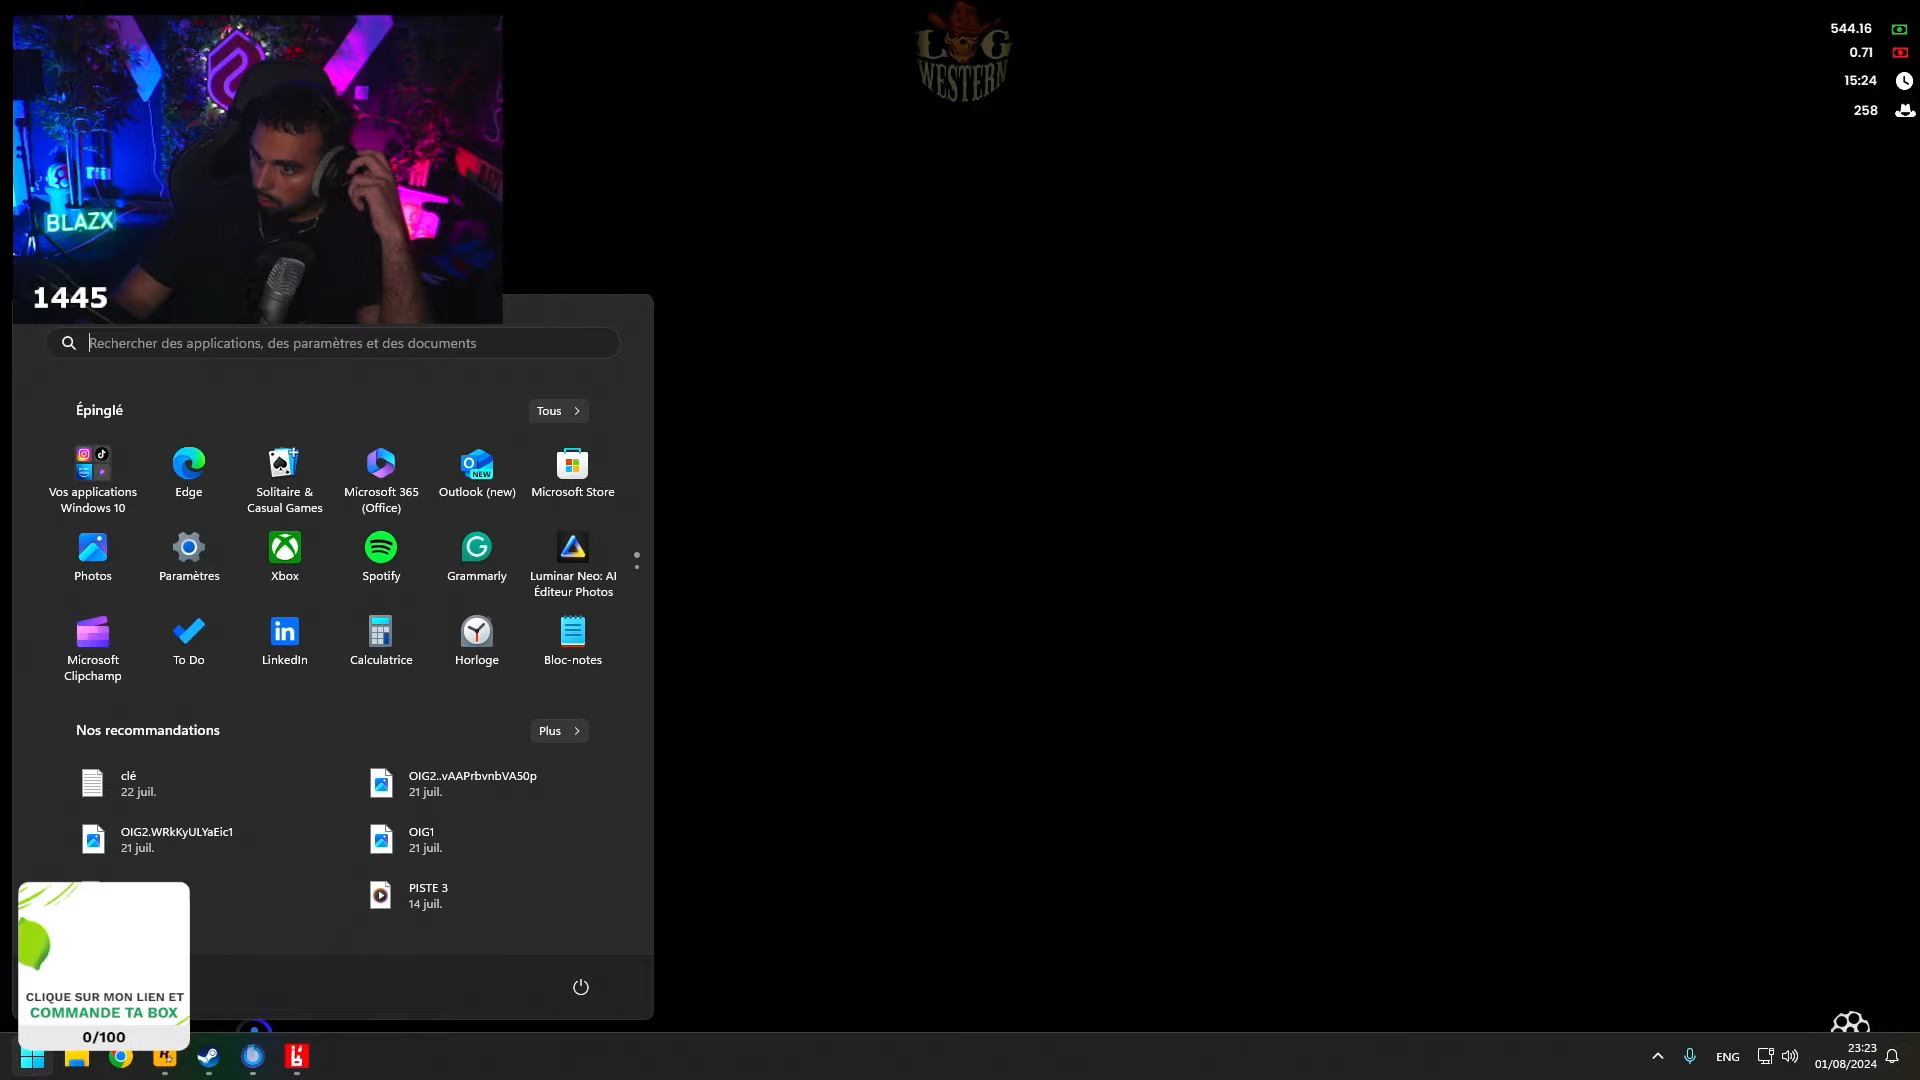 LG
WESTERN
544.16
0.71
15:24
258
BLAZX
1445
Rechercher des applications, des paramètres et des documents
Épinglé
Tous
Vos applications Windows 10
Edge
Solitaire & Casual Games
Microsoft 365 (Office)
Outlook (new)
NEW
Microsoft Store
Photos
Paramètres
Xbox
Spotify
Grammarly
Luminar Neo: AI Éditeur Photos
Microsoft Clipchamp
To Do
LinkedIn
Calculatrice
Horloge
Bloc-notes
Nos recommandations
Plus
clé
22 juil.
OIG2..vAAPrbvnbVA50p
21 juil.
OIG2.WRkKyULYaEic1
21 juil.
OIG1
21 juil.
PISTE 3
14 juil.
CLIQUE SUR MON LIEN ET
COMMANDE TA BOX
0/100
ENG
23:23
01/08/2024